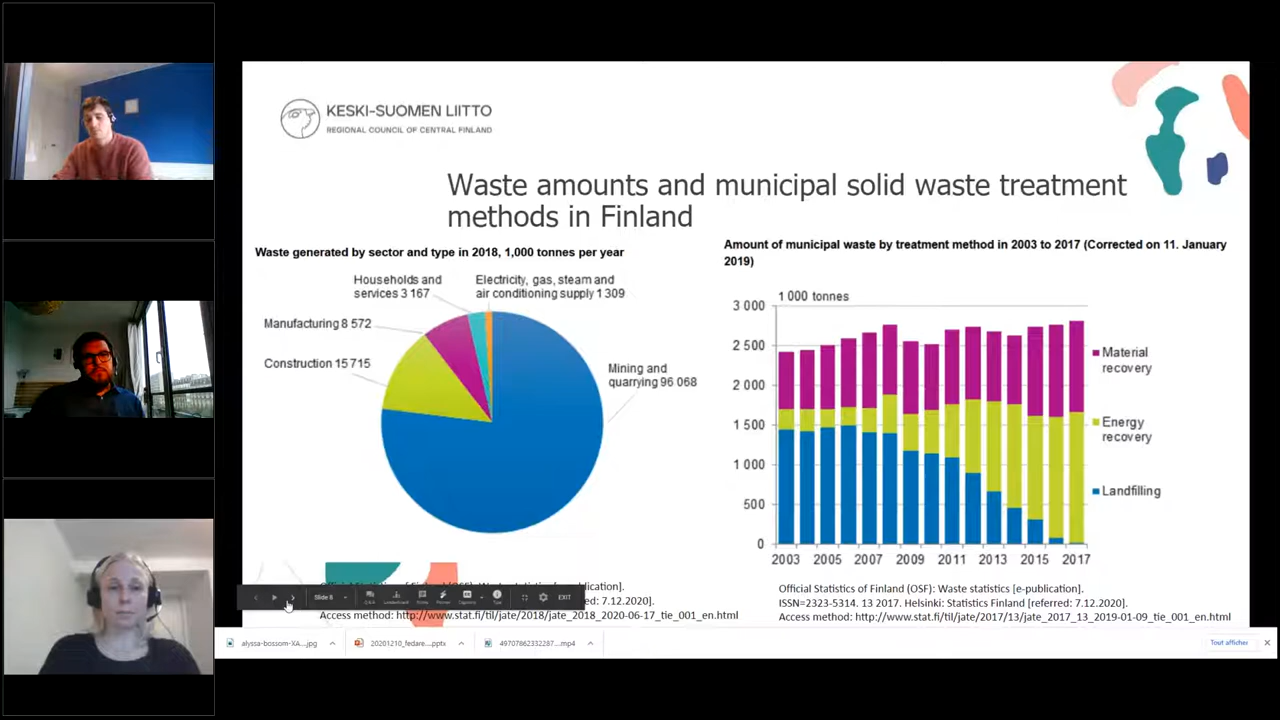 KESKI-SUOMEN LIITTO
REGIONAL COUNCIL OF CENTRAL FINLAND
Waste amounts and municipal solid waste treatment
methods in Finland
Waste generated by sector and type in 2018, 1,000 tonnes per year
Households and
services 3 167
Electricity, gas, steam and
air conditioning supply 1 309
Manufacturing 8 572
Construction 15 715
Mining and
quarrying 96 068
Amount of municipal waste by treatment method in 2003 to 2017 (Corrected on 11. January
2019)
1 000 tonnes
3 000
2 500
2 000
1 500
1 000
500
0
2003 2005 2007 2009 2011 2013 2015 2017
Material
recovery
Energy
recovery
Landfilling
Access method: http://www.stat.fi/til/jate/2018/jate_2018_2020-06-17_tie_001_en.html
Official Statistics of Finland (OSF): Waste statistics [e-publication].
ISSN=2323-5314. 13 2017. Helsinki: Statistics Finland [referred: 7.12.2020].
Access method: http://www.stat.fi/til/jate/2017/13/jate_2017_13_2019-01-09_tie_001_en.html
Slide 8
EXIT
alyssa-bossom-XA....jpg
20201210_fedare....pptx
49707862332287....mp4
Tout afficher